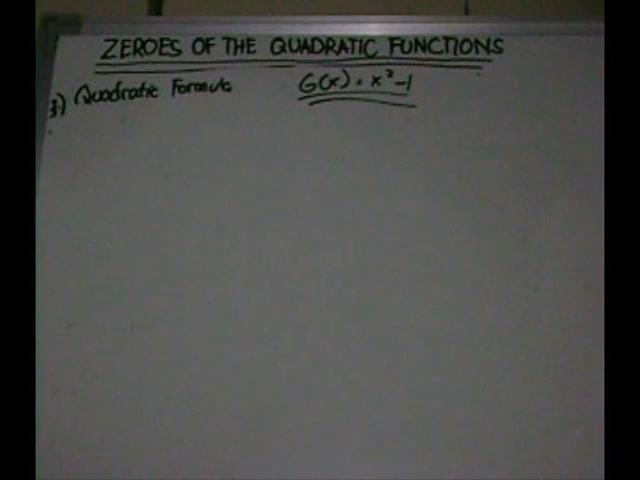 ZEROES OF THE QUADRATIC FUNCTIONS
3.) Quadratic Formula G(x) = x² - 1